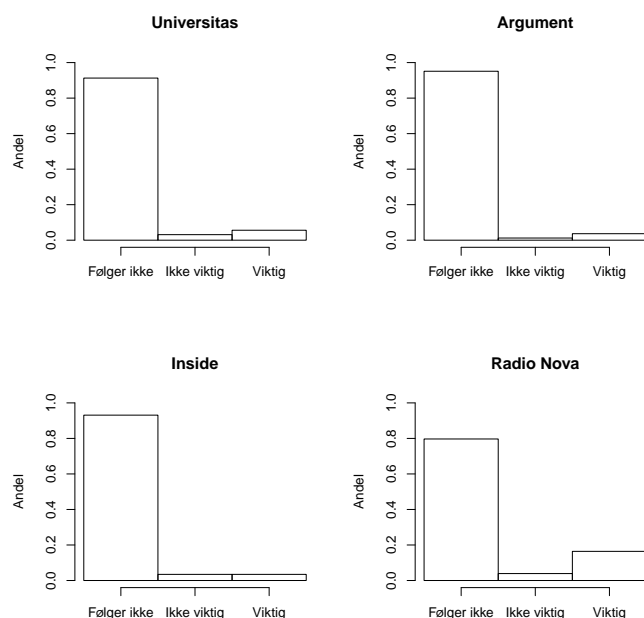 Universitas
Andel
0.0 0.2 0.4 0.6 0.8 1.0
Følger ikke Ikke viktig Viktig
Argument
Andel
0.0 0.2 0.4 0.6 0.8 1.0
Følger ikke Ikke viktig Viktig
Inside
Andel
0.0 0.2 0.4 0.6 0.8 1.0
Følger ikke Ikke viktig Viktig
Radio Nova
Andel
0.0 0.2 0.4 0.6 0.8 1.0
Følger ikke Ikke viktig Viktig